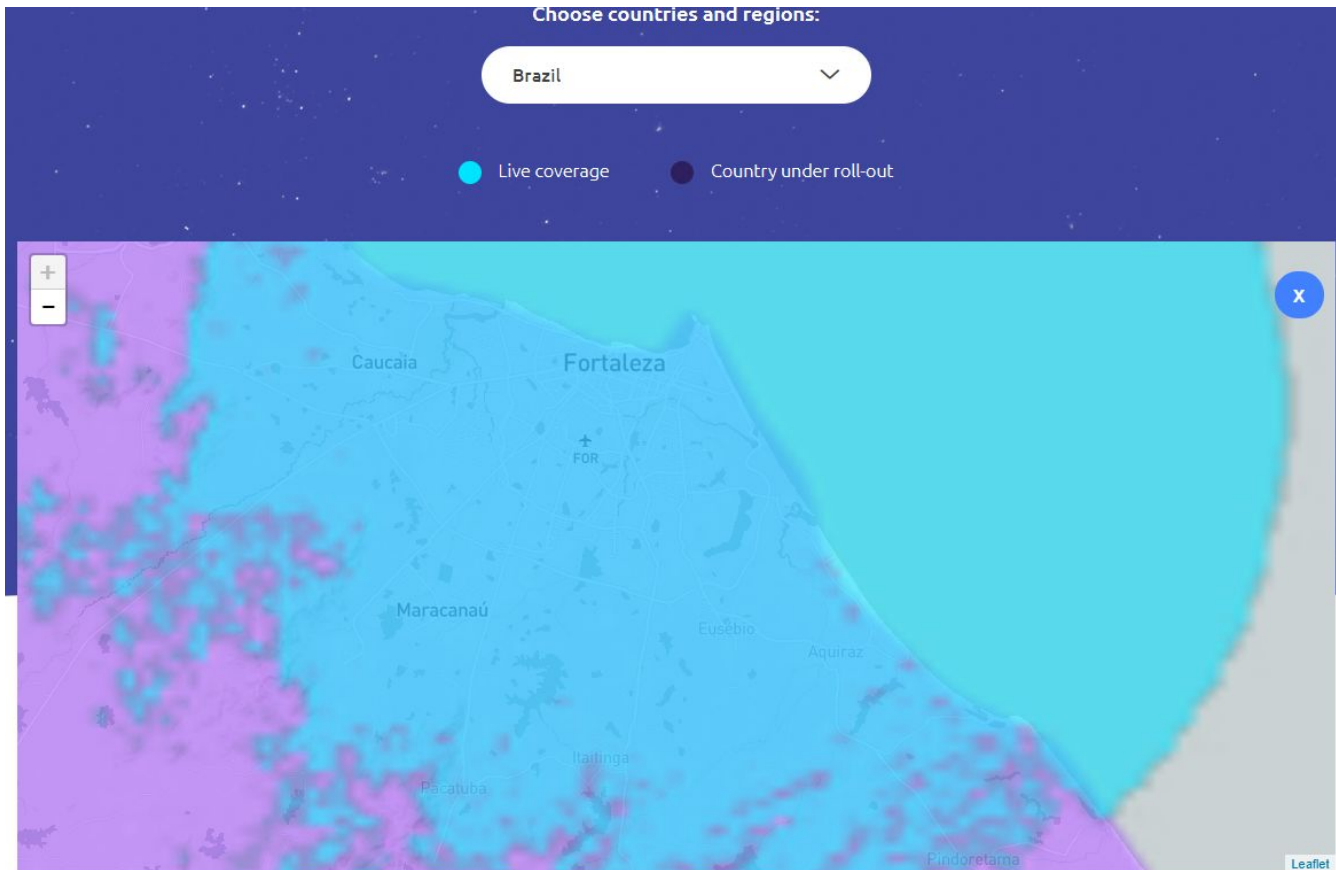 Choose countries and regions:
Brazil
Live coverage
Country under roll-out
+
−
x
Caucaia
Fortaleza
FOR
Maracanaú
Eusébio
Aquiraz
Itaitinga
Pacatuba
Pindoretama
Leaflet